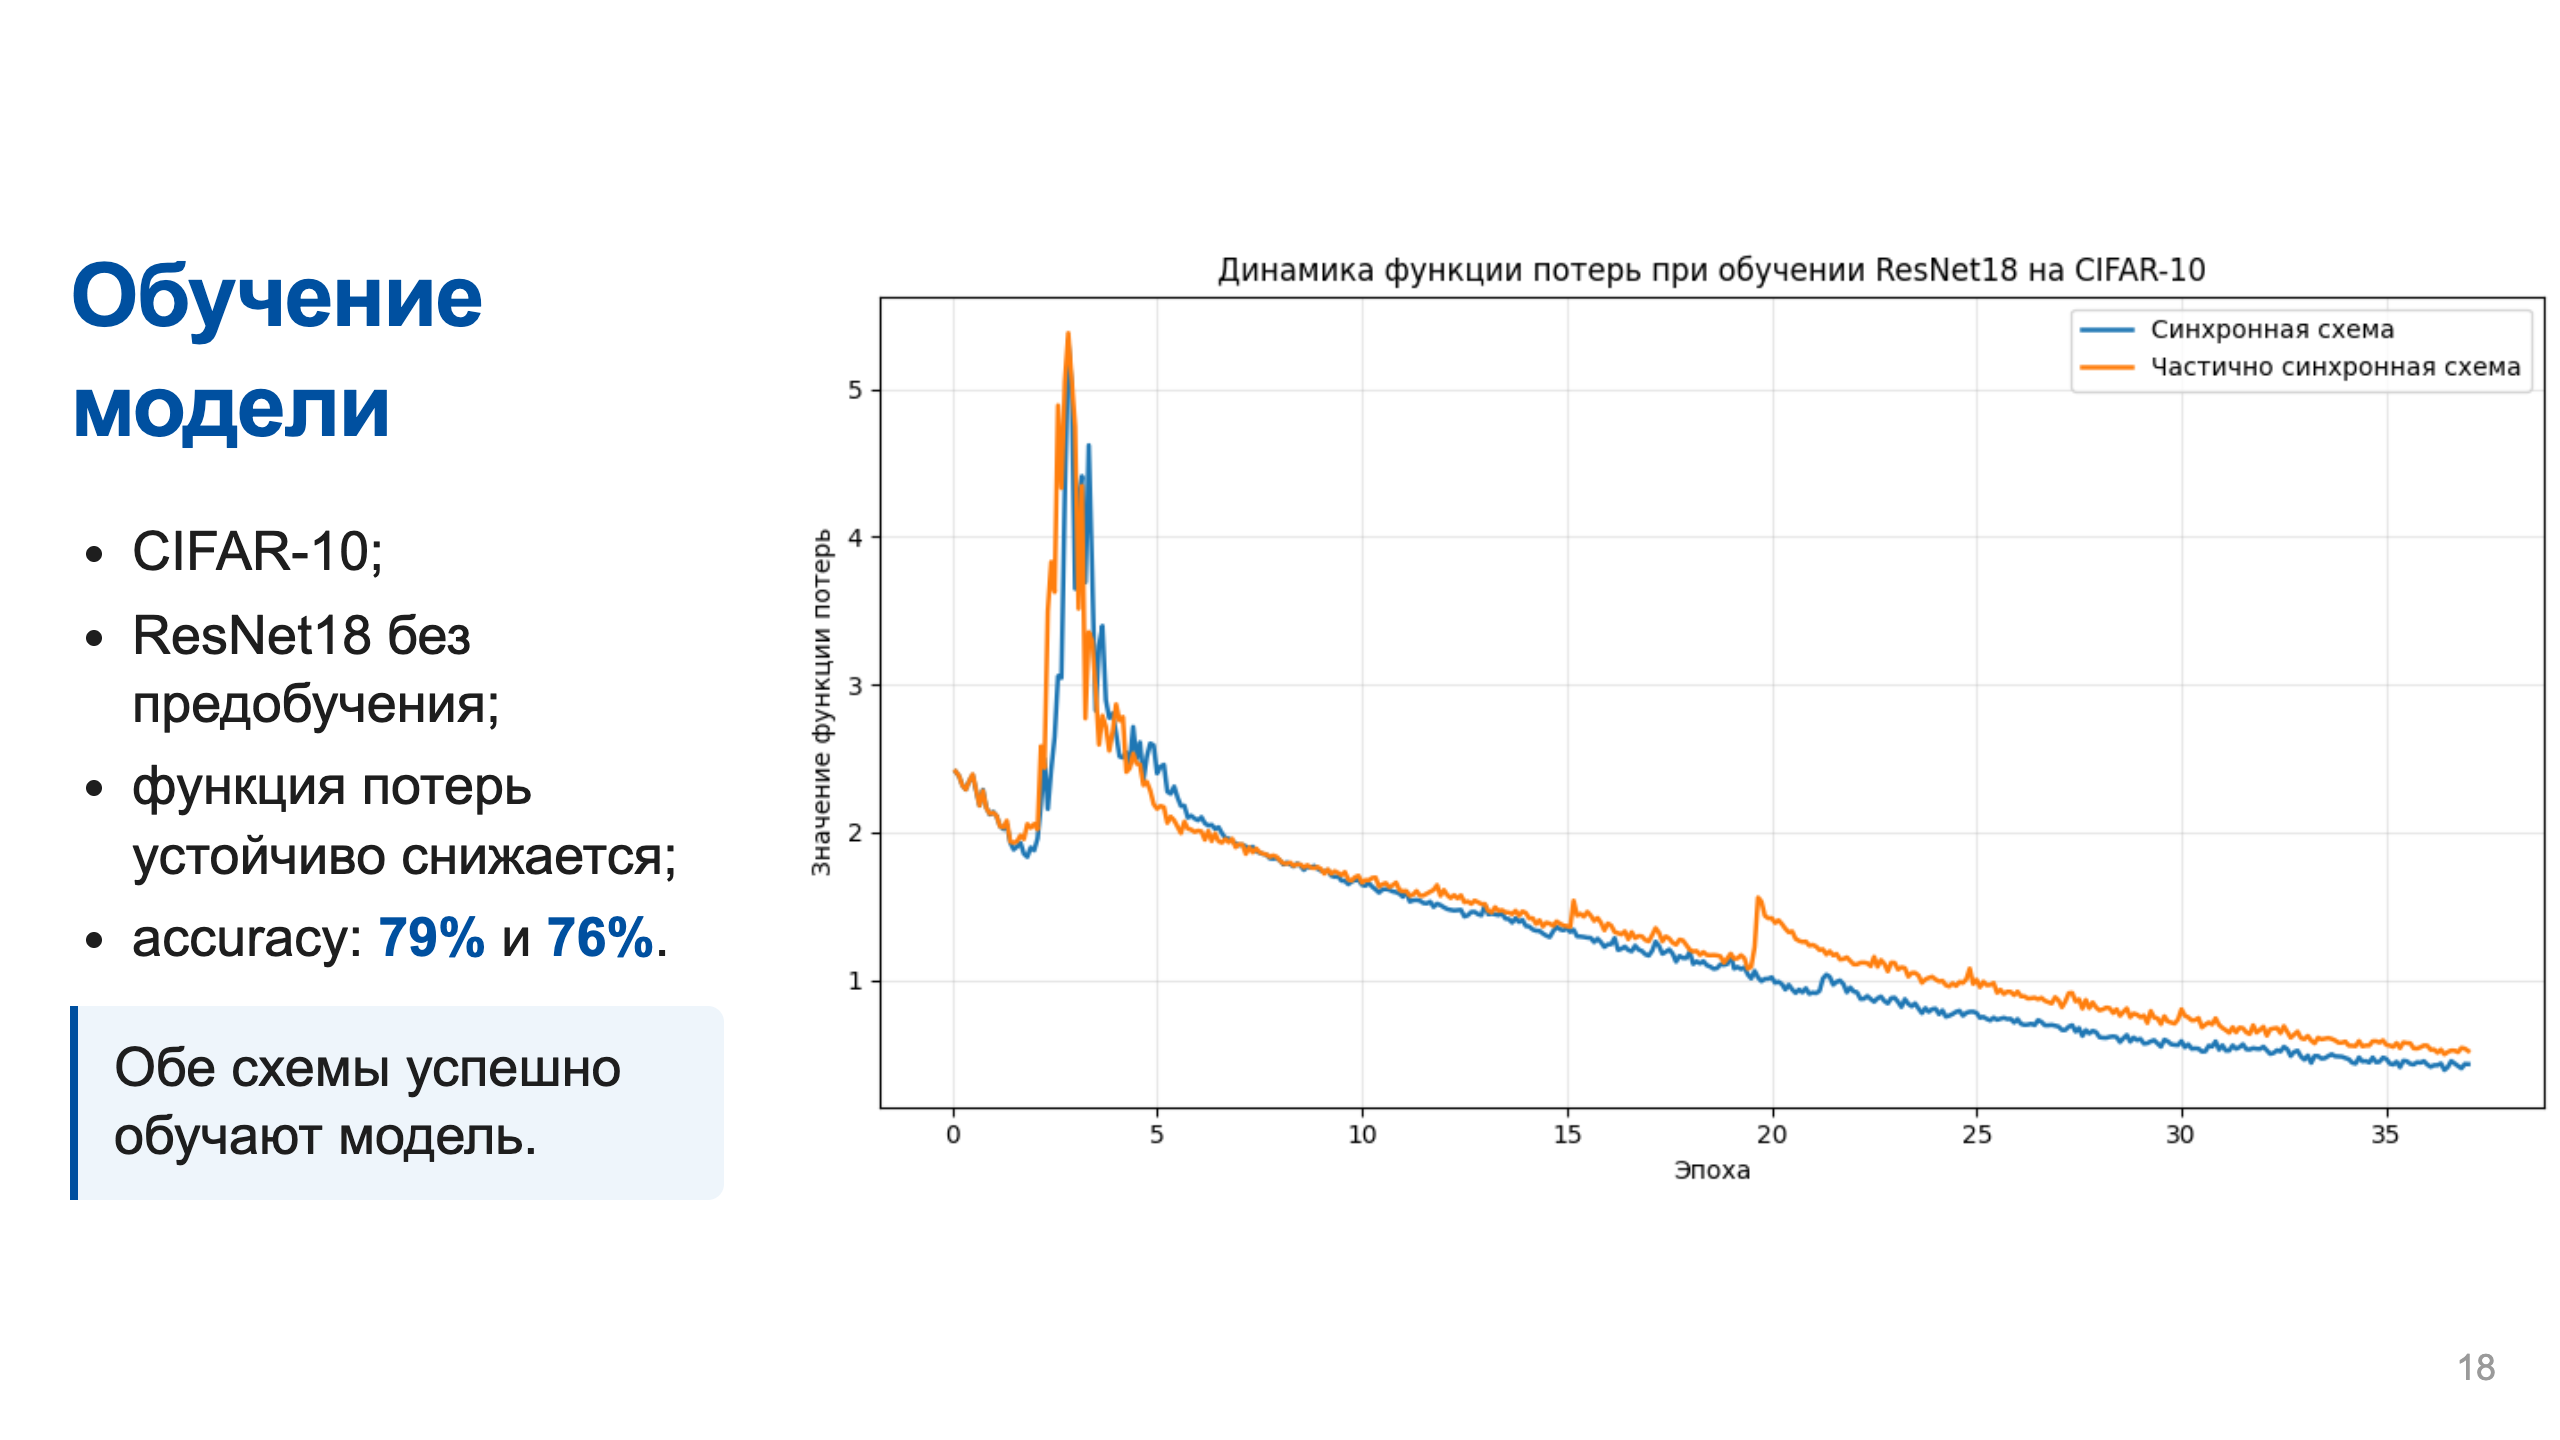 Обучение
модели
• CIFAR-10;
• ResNet18 без
предобучения;
• функция потерь
устойчиво снижается;
• accuracy: 79% и 76%.
Обе схемы успешно
обучают модель.
Динамика функции потерь при обучении ResNet18 на CIFAR-10
Синхронная схема
Частично синхронная схема
Значение функции потерь
5
4
3
2
1
0 5 10 15 20 25 30 35
Эпоха
18